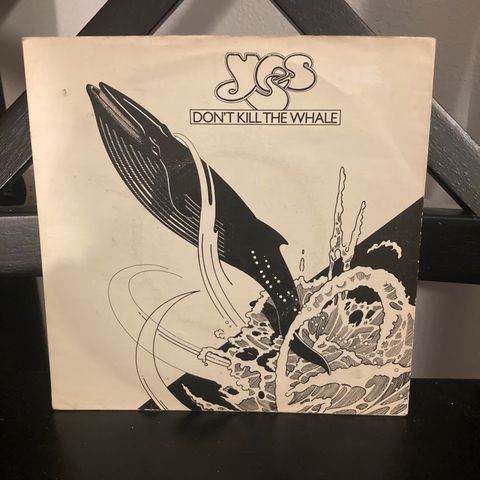 yes
DON'T KILL THE WHALE